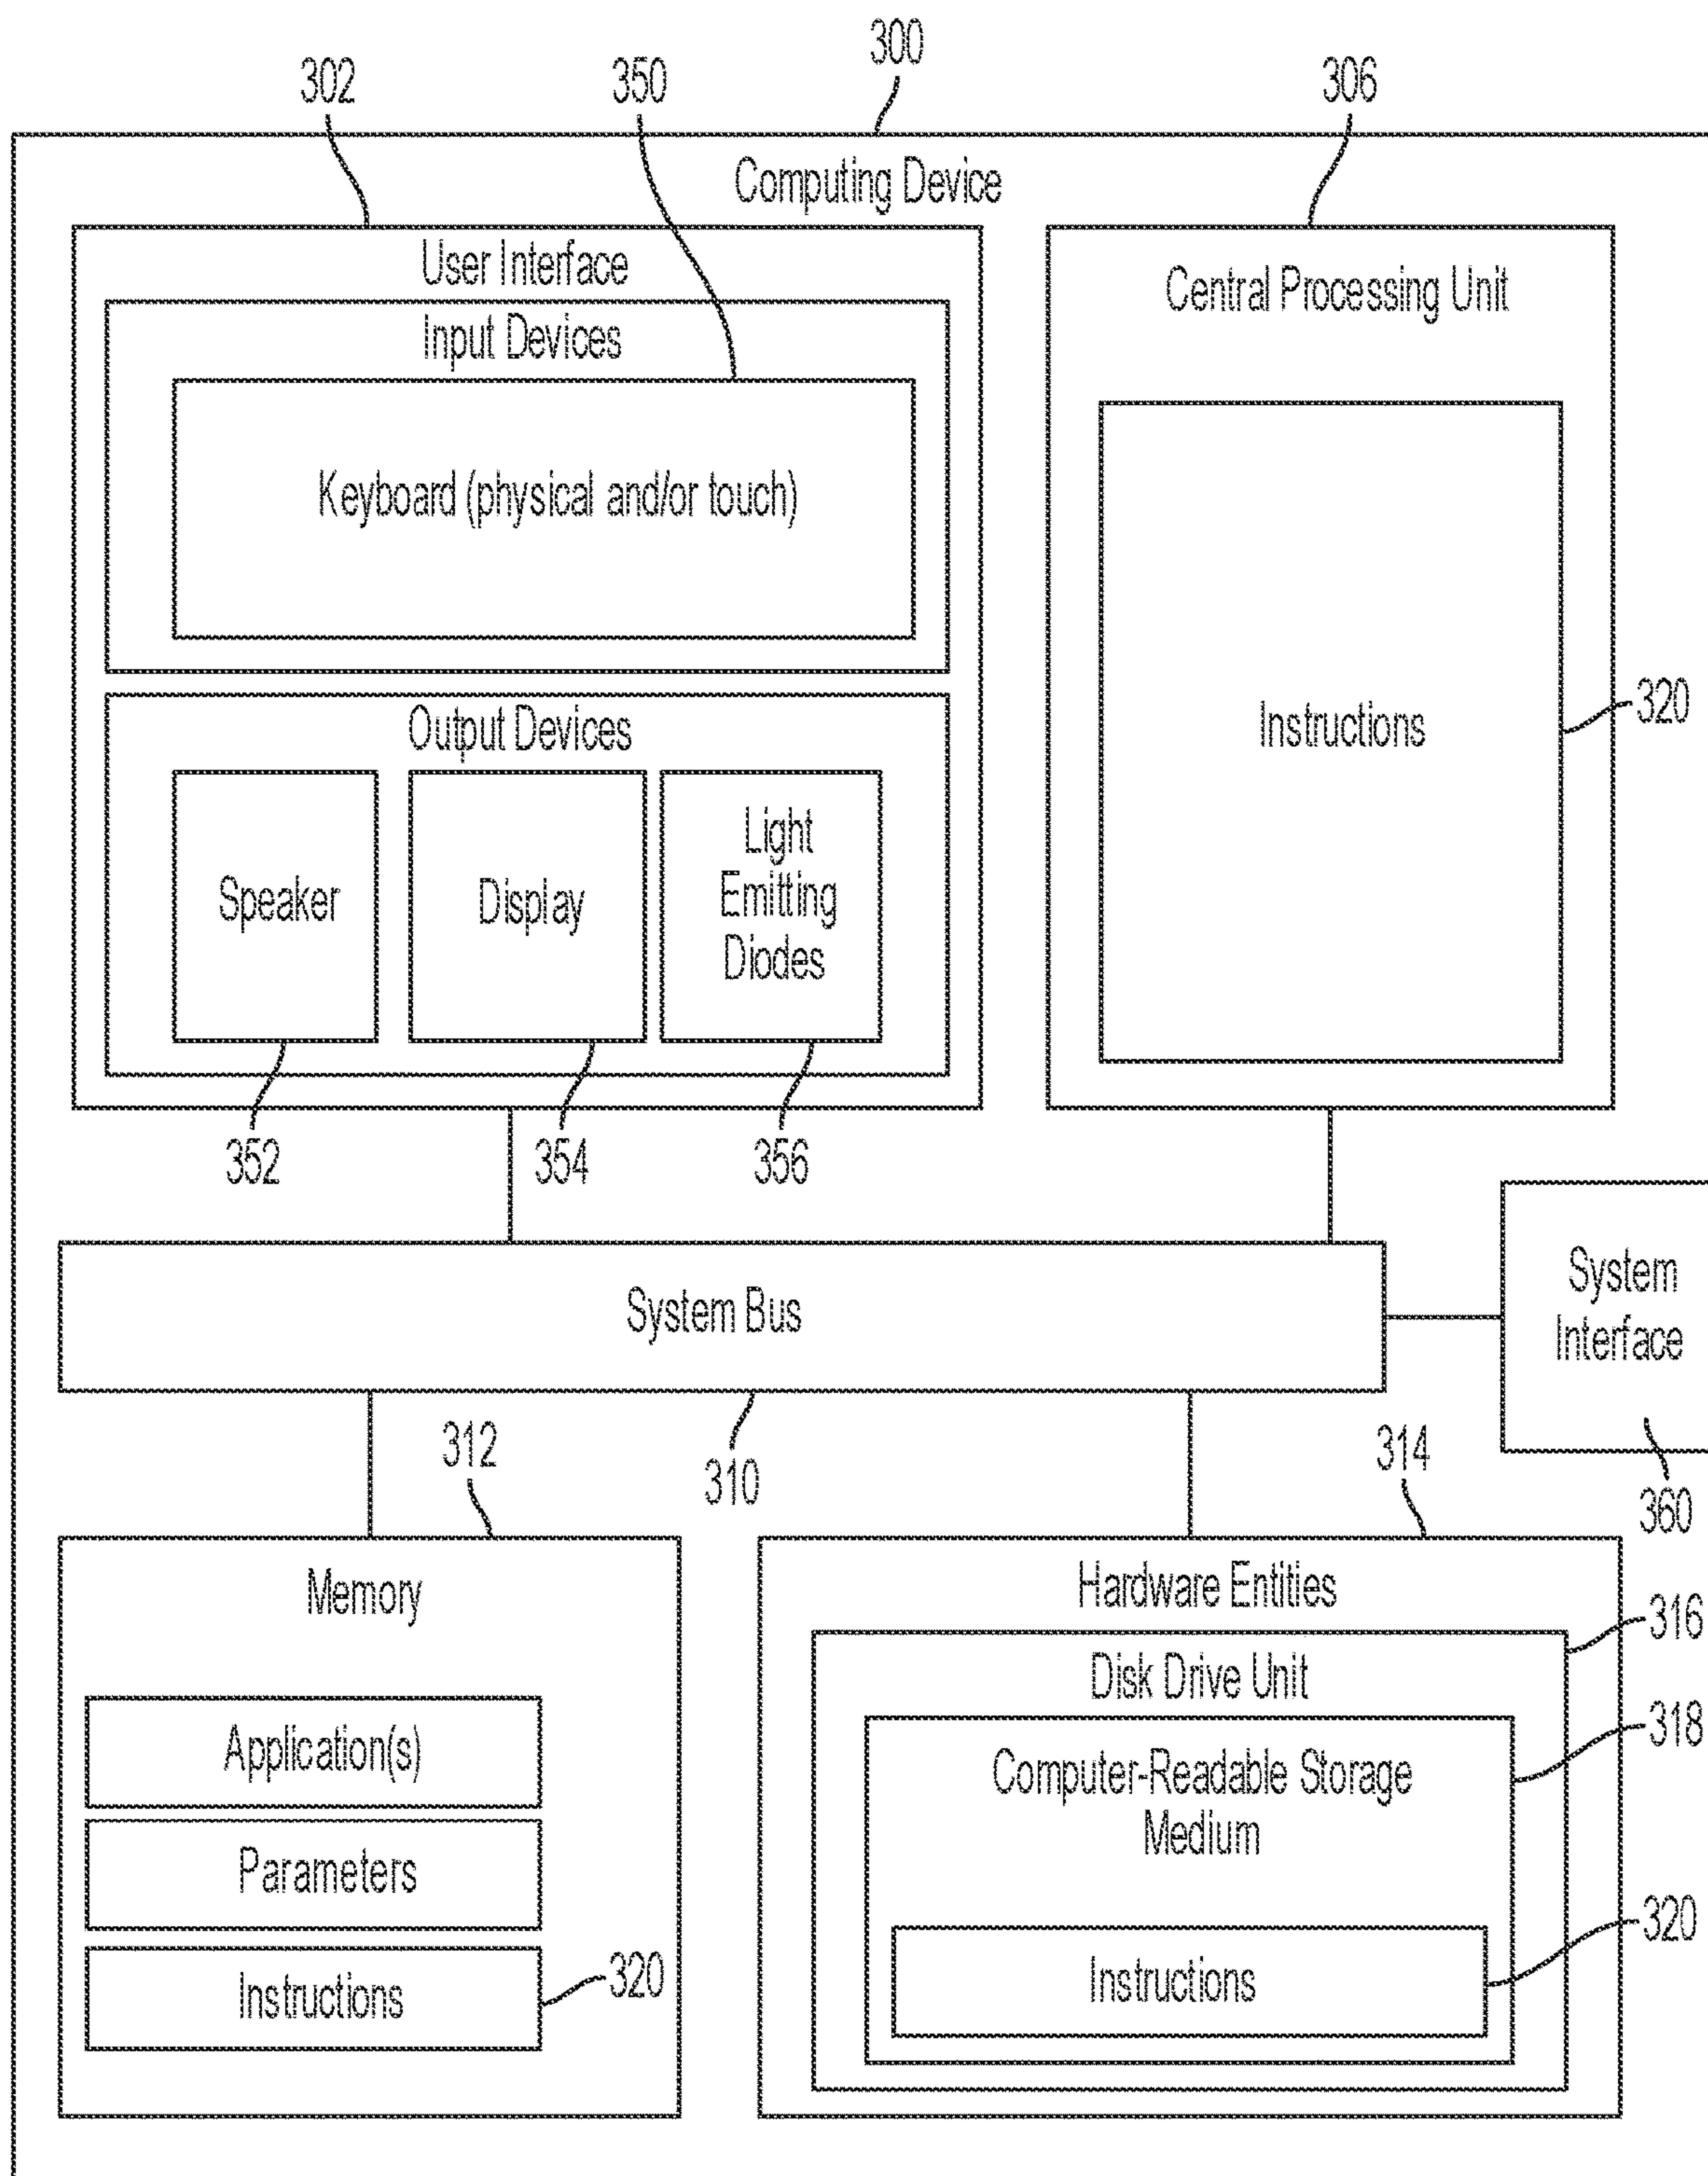 300
302
350
306
Computing Device
User Interface
Input Devices
Keyboard (physical and/or touch)
Output Devices
Speaker
Display
Light
Emitting
Diodes
352
354
356
Central Processing Unit
Instructions
320
System Bus
310
System
Interface
360
312
Memory
Application(s)
Parameters
Instructions
320
314
Hardware Entities
316
Disk Drive Unit
318
Computer-Readable Storage
Medium
Instructions
320